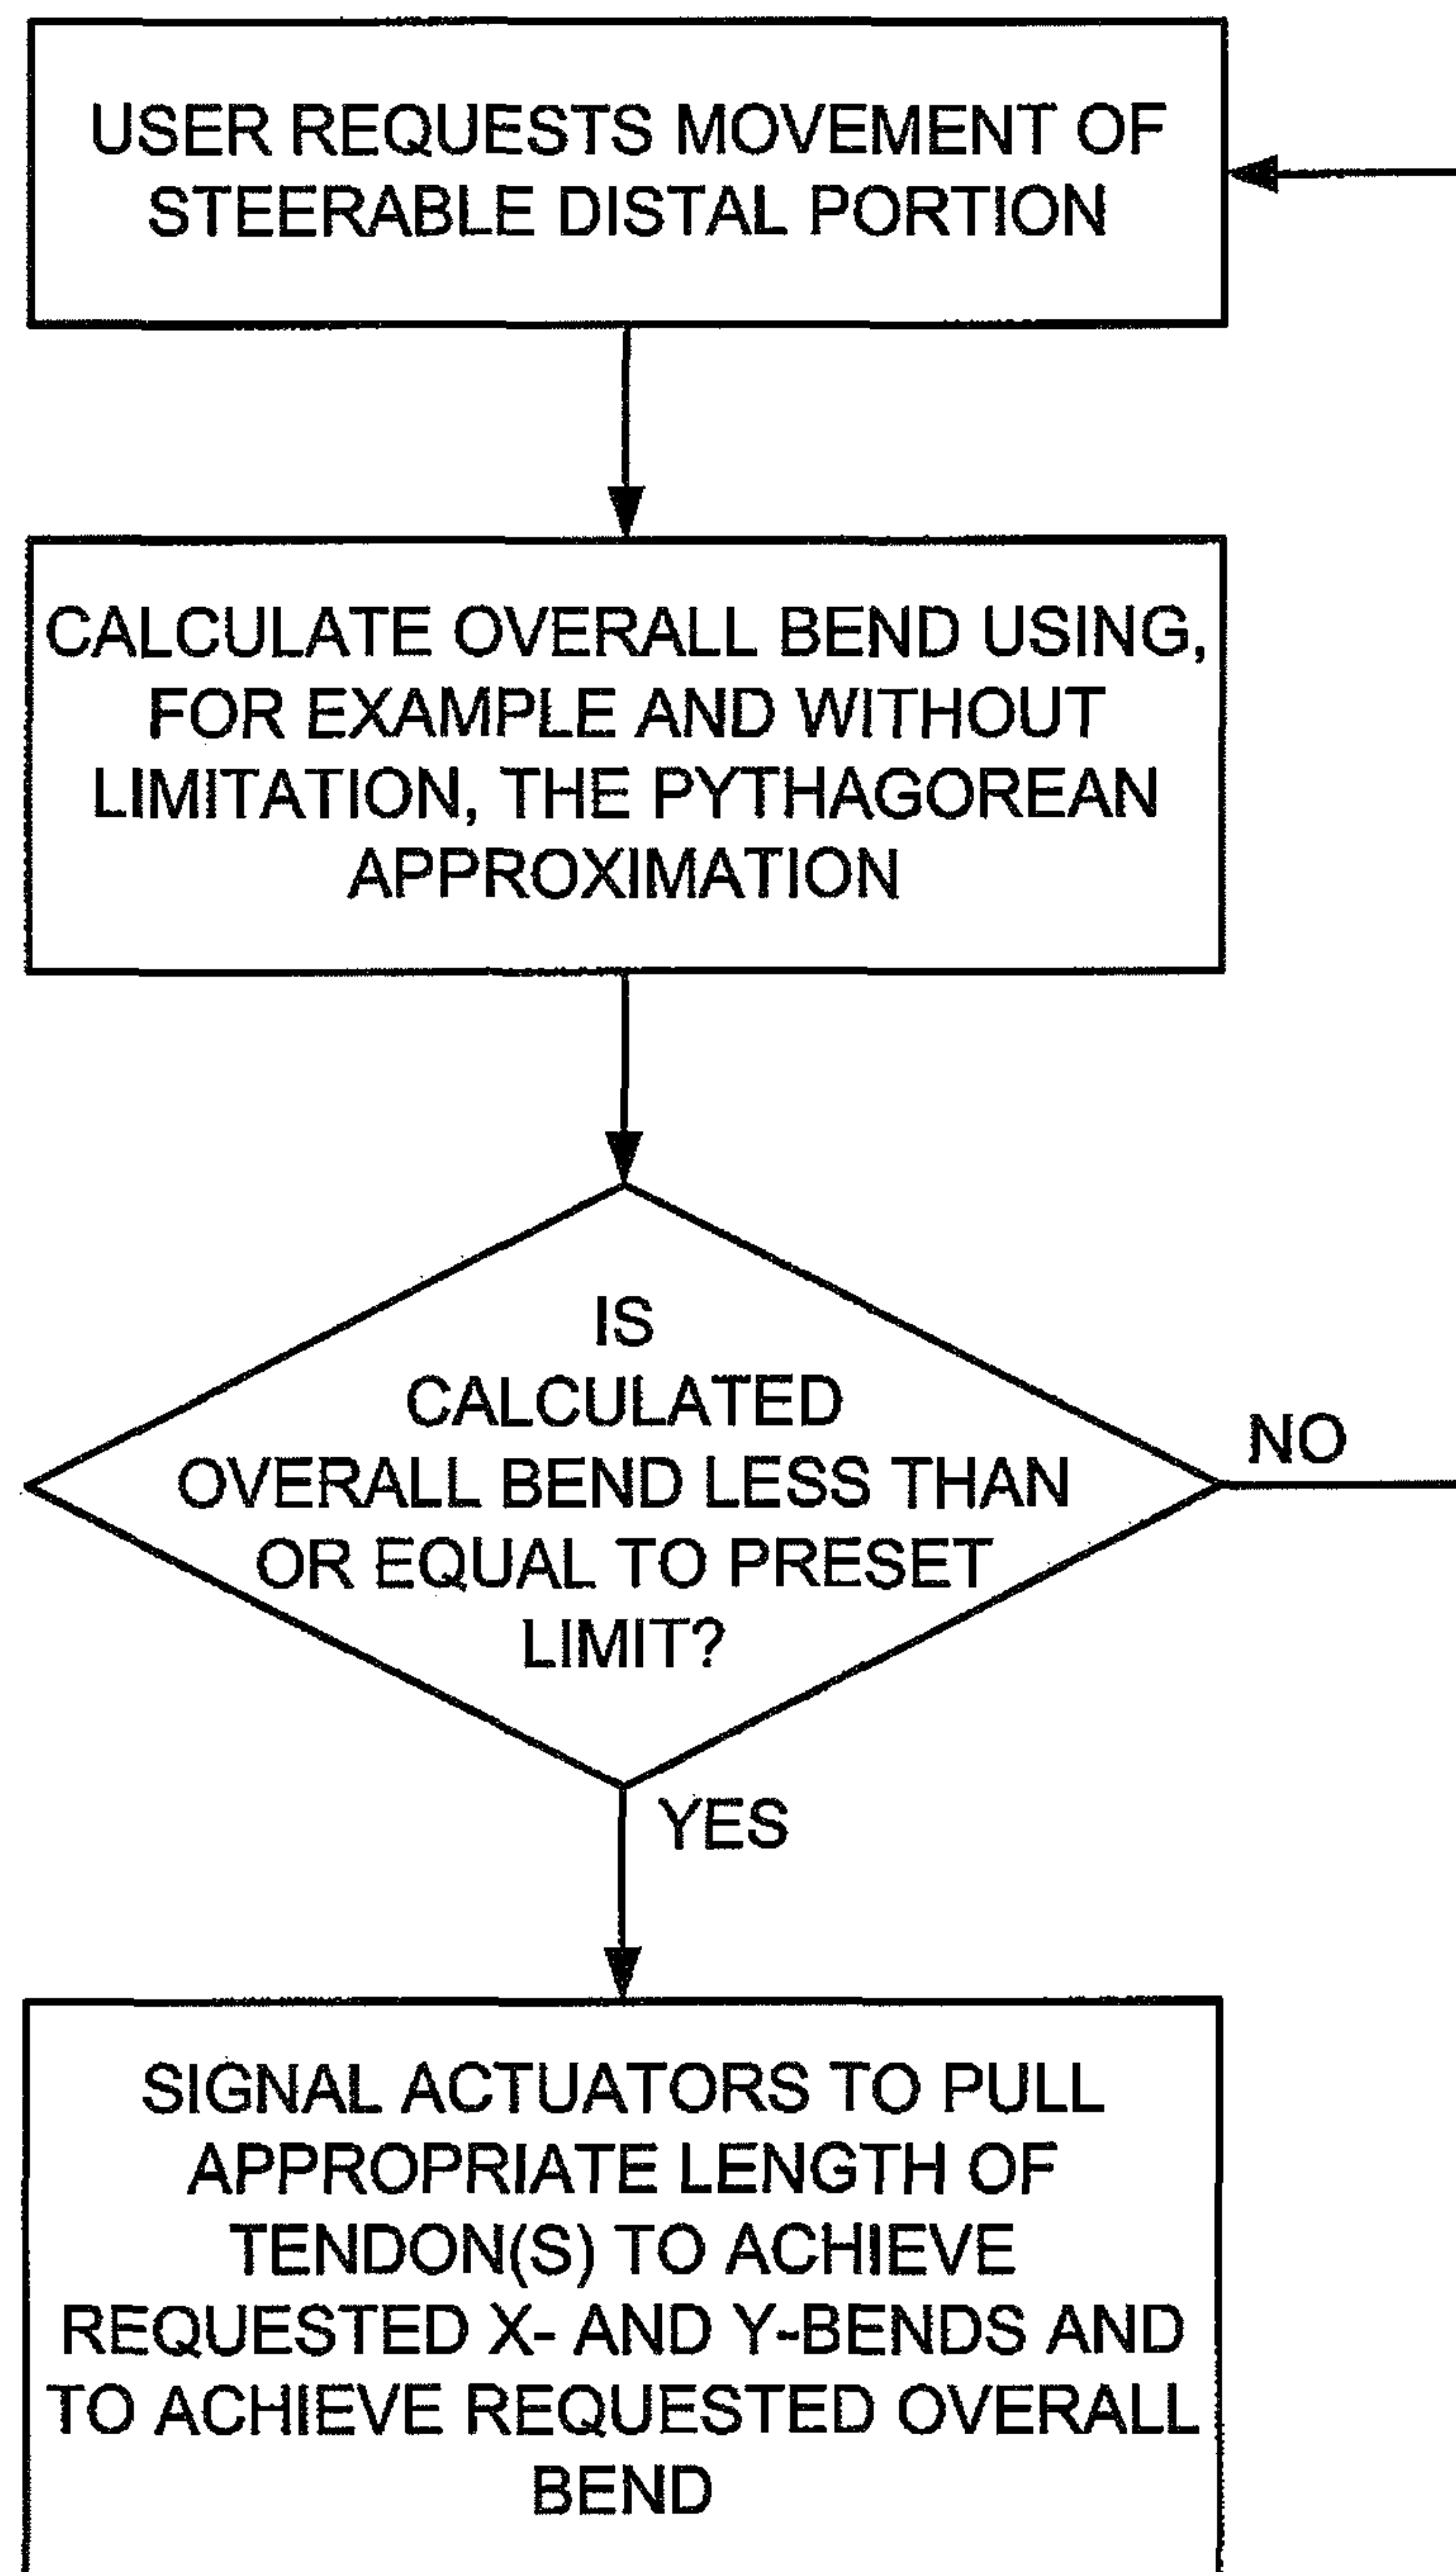 USER REQUESTS MOVEMENT OF
STEERABLE DISTAL PORTION
CALCULATE OVERALL BEND USING,
FOR EXAMPLE AND WITHOUT
LIMITATION, THE PYTHAGOREAN
APPROXIMATION
IS
CALCULATED
OVERALL BEND LESS THAN
OR EQUAL TO PRESET
LIMIT?
NO
YES
SIGNAL ACTUATORS TO PULL
APPROPRIATE LENGTH OF
TENDON(S) TO ACHIEVE
REQUESTED X- AND Y-BENDS AND
TO ACHIEVE REQUESTED OVERALL
BEND